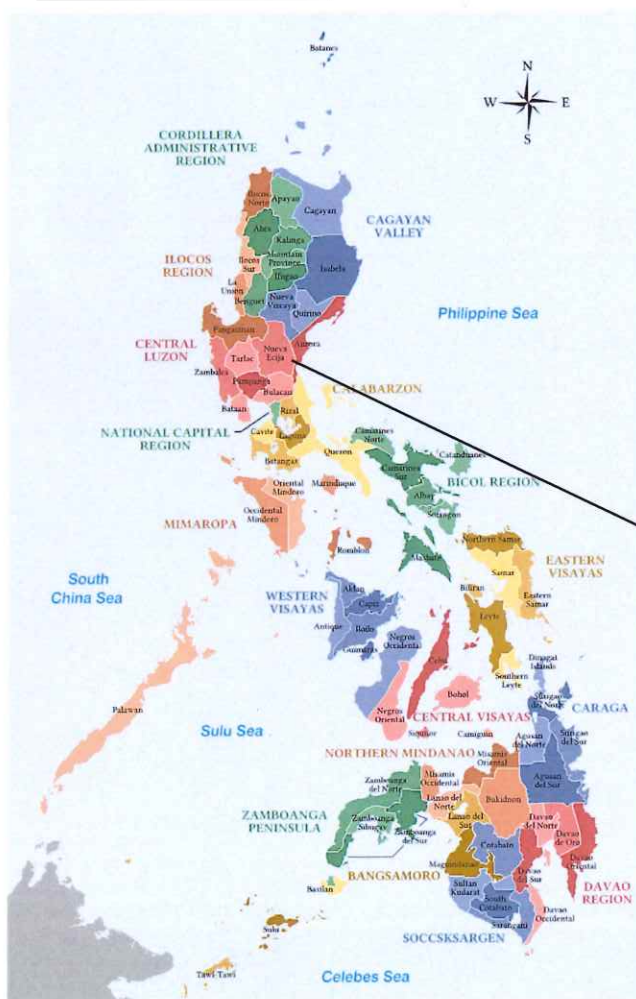 Batanes
N
W E
S
CORDILLERA
ADMINISTRATIVE
REGION
Ilocos
Norte
Apayao
Cagayan
CAGAYAN
VALLEY
Abra
Kalinga
ILOCOS
REGION
Ilocos
Sur
Mountain
Province
Isabela
Ifugao
La
Union
Benguet
Nueva
Vizcaya
Quirino
Philippine Sea
Pangasinan
CENTRAL
LUZON
Nueva
Ecija
Aurora
Tarlac
Zambales
Pampanga
Bulacan
CALABARZON
Bataan
Rizal
NATIONAL CAPITAL
REGION
Cavite
Laguna
Camarines
Norte
Catanduanes
Batangas
Quezon
Camarines
Sur
BICOL REGION
Oriental
Mindoro
Marinduque
Albay
MIMAROPA
Occidental
Mindoro
Sorsogon
Northern Samar
Romblon
Masbate
EASTERN
VISAYAS
South
China Sea
WESTERN
VISAYAS
Aklan
Samar
Capiz
Biliran
Eastern
Samar
Antique
Iloilo
Leyte
Negros
Occidental
Guimaras
Cebu
Dinagat
Islands
Southern
Leyte
Palawan
Bohol
Surigao
del Norte
CARAGA
Negros
Oriental
CENTRAL VISAYAS
Sulu Sea
Siquijor
Camiguin
Agusan
del Norte
Surigao
del Sur
NORTHERN MINDANAO
Misamis
Oriental
Zamboanga
del Norte
Misamis
Occidental
Agusan
del Sur
Lanao del
Norte
Bukidnon
ZAMBOANGA
PENINSULA
Zamboanga
Sibugay
Lanao del
Sur
Davao
del Norte
Davao
de Oro
Zamboanga
del Sur
Cotabato
BANGSAMORO
Maguindanao
Davao
Oriental
Basilan
Sultan
Kudarat
Davao
del Sur
DAVAO
REGION
South
Cotabato
Davao
Occidental
Sulu
Sarangani
SOCCSKSARGEN
Tawi-Tawi
Celebes Sea